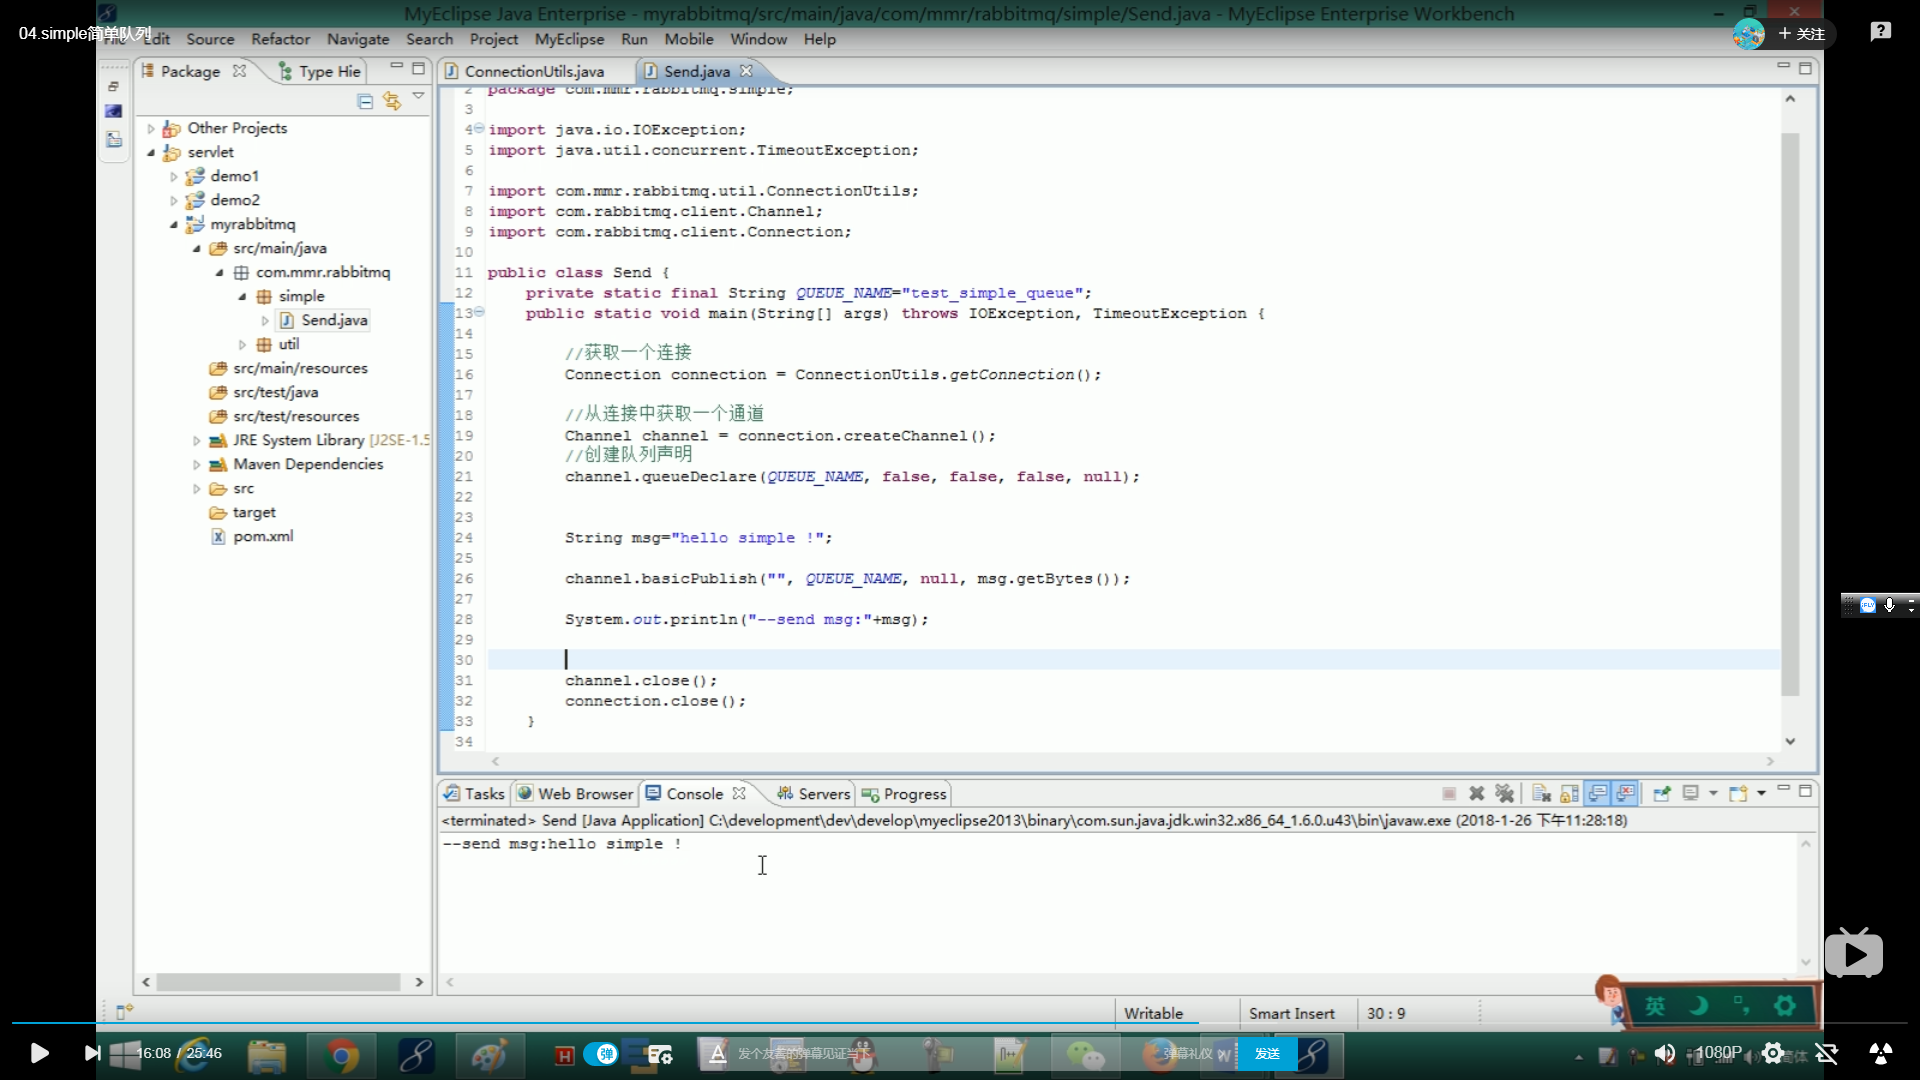 MyEclipse Java Enterprise - myrabbitmq/src/main/java/com/mmr/rabbitmq/simple/Send.java - MyEclipse Enterprise Workbench
04.simple简单队列
Edit Source Refactor Navigate Search Project MyEclipse Run Mobile Window Help
+ 关注
Package
Type Hie
ConnectionUtils.java
Send.java
Other Projects
servlet
demo1
demo2
myrabbitmq
src/main/java
com.mmr.rabbitmq
simple
Send.java
util
src/main/resources
src/test/java
src/test/resources
JRE System Library [J2SE-1.5
Maven Dependencies
src
target
pom.xml
2 package com.mmr.rabbitmq.simple;
3
4 import java.io.IOException;
5 import java.util.concurrent.TimeoutException;
6
7 import com.mmr.rabbitmq.util.ConnectionUtils;
8 import com.rabbitmq.client.Channel;
9 import com.rabbitmq.client.Connection;
10
11 public class Send {
12 private static final String QUEUE_NAME="test_simple_queue";
13 public static void main(String[] args) throws IOException, TimeoutException {
14
15 //获取一个连接
16 Connection connection = ConnectionUtils.getConnection();
17
18 //从连接中获取一个通道
19 Channel channel = connection.createChannel();
20 //创建队列声明
21 channel.queueDeclare(QUEUE_NAME, false, false, false, null);
22
23
24 String msg="hello simple !";
25
26 channel.basicPublish("", QUEUE_NAME, null, msg.getBytes());
27
28 System.out.println("--send msg:"+msg);
29
30
31 channel.close();
32 connection.close();
33 }
34
Tasks
Web Browser
Console
Servers
Progress
<terminated> Send [Java Application] C:\development\dev\develop\myeclipse2013\binary\com.sun.java.jdk.win32.x86_64_1.6.0.u43\bin\javaw.exe (2018-1-26 下午11:28:18)
--send msg:hello simple !
Writable
Smart Insert
30 : 9
英
16:08 / 25:46
弹
发个友善的弹幕见证当下
弹幕礼仪
发送
1080P